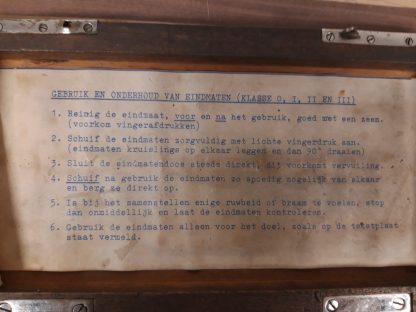 GEBRUIK EN ONDERHOUD VAN EINDMATEN (KLASSE 0, I, II EN III)
1. Reinig de eindmaat, voor en na het gebruik, goed met een zeem.
(voorkom vingerafdrukken)
2. Schuif de eindmaten zorgvuldig met lichte vingerdruk aan.
(eindmaten kruislings op elkaar leggen en dan 90° draaien)
3. Sluit de eindmatendoos steeds direkt, dit voorkomt vervuiling.
4. Schuif na gebruik de eindmaten zo spoedig mogelijk van elkaar
en berg ze direkt op.
5. Is bij het samenstellen enige ruwheid of braam te voelen, stop
dan onmiddellijk en laat de eindmaten kontroleren.
6. Gebruik de eindmaten alleen voor het doel, zoals op de tekstplaat
staat vermeld.